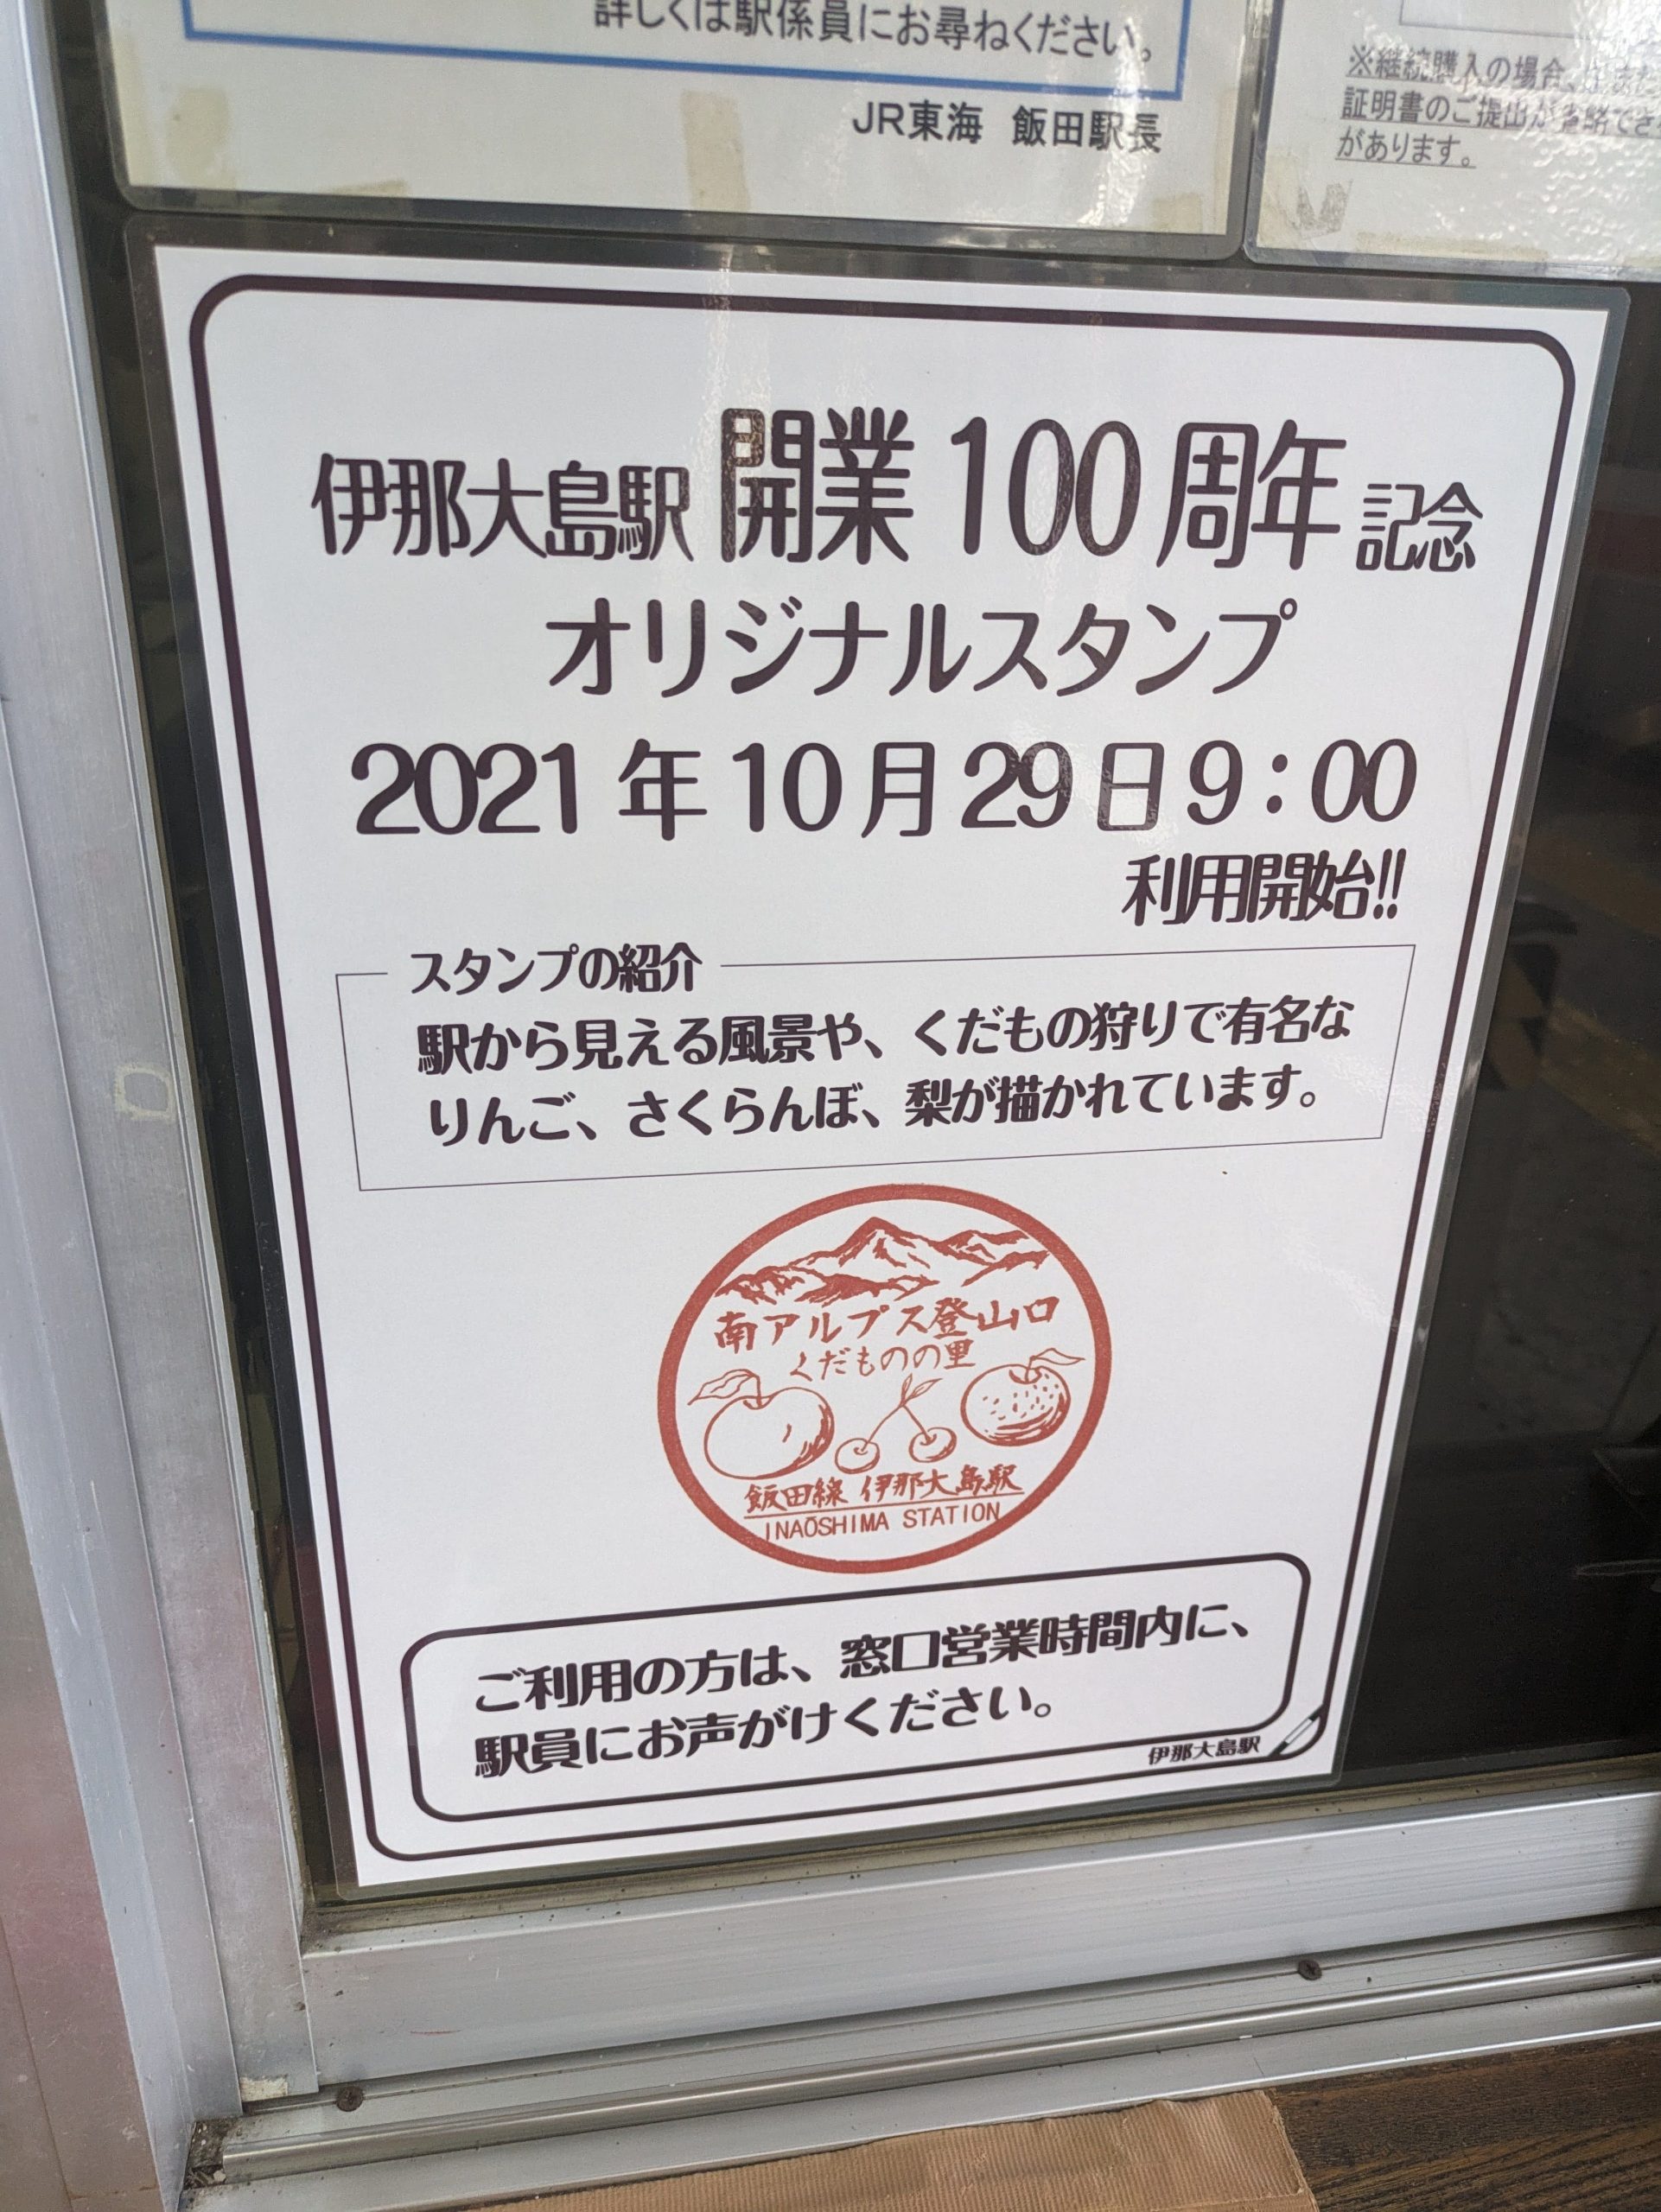 詳しくは駅係員にお尋ねください。
JR東海 飯田駅長
※継続購入の場合、
証明書のご提出が省略でき
があります。
伊那大島駅 開業100周年 記念
オリジナルスタンプ
2021年10月29日9:00
利用開始!!
スタンプの紹介
駅から見える風景や、くだもの狩りで有名な
りんご、さくらんぼ、梨が描かれています。
南アルプス登山口
くだものの里
飯田線 伊那大島駅
INAŌSHIMA STATION
ご利用の方は、窓口営業時間内に、
駅員にお声がけください。
伊那大島駅